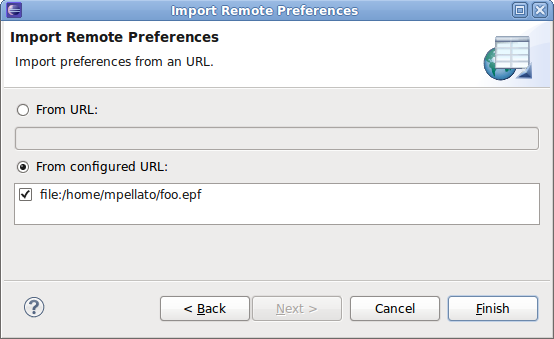 Import Remote Preferences
Import Remote Preferences
Import preferences from an URL.
From URL:
From configured URL:
file:/home/mpellato/foo.epf
?
< Back
Next >
Cancel
Finish